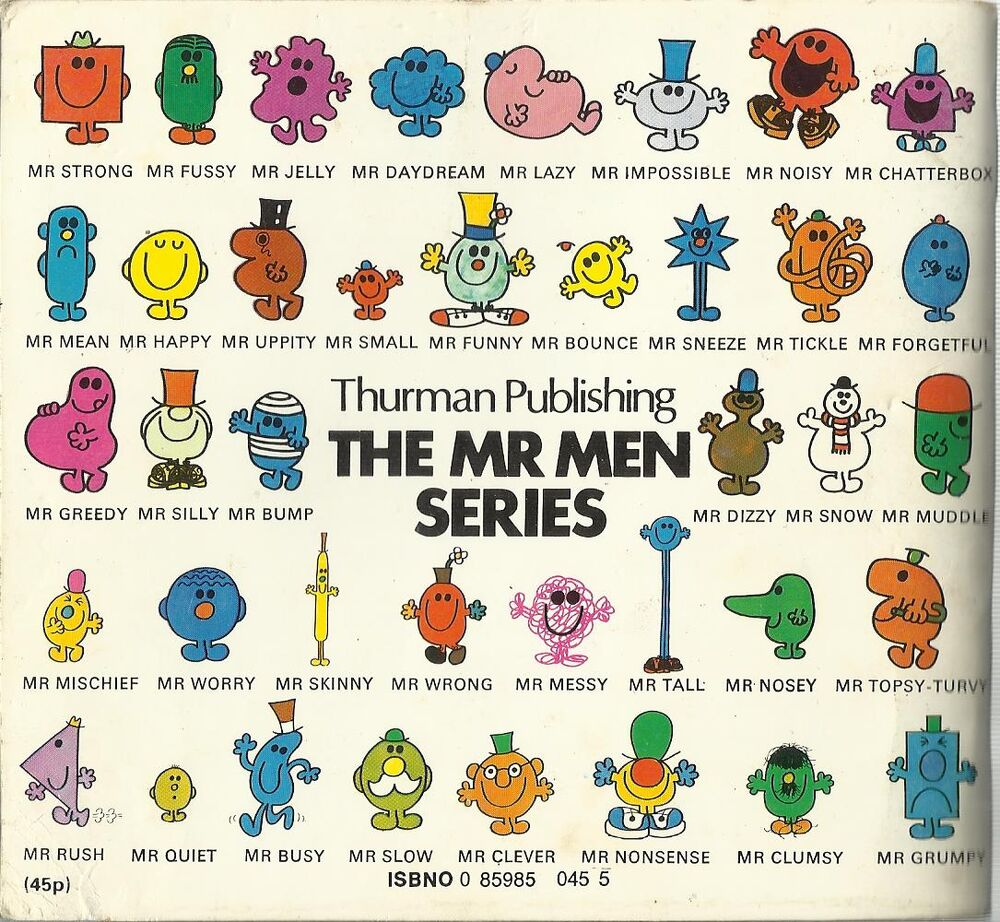 MR STRONG MR FUSSY MR JELLY MR DAYDREAM MR LAZY MR IMPOSSIBLE MR NOISY MR CHATTERBOX
MR MEAN MR HAPPY MR UPPITY MR SMALL MR FUNNY MR BOUNCE MR SNEEZE MR TICKLE MR FORGETFUL
Thurman Publishing
THE MR MEN
SERIES
MR GREEDY MR SILLY MR BUMP
MR DIZZY MR SNOW MR MUDDLE
MR MISCHIEF MR WORRY MR SKINNY MR WRONG MR MESSY MR TALL MR NOSEY MR TOPSY-TURVY
MR RUSH MR QUIET MR BUSY MR SLOW MR CLEVER MR NONSENSE MR CLUMSY MR GRUMPY
(45p)
ISBNO 0 85985 045 5